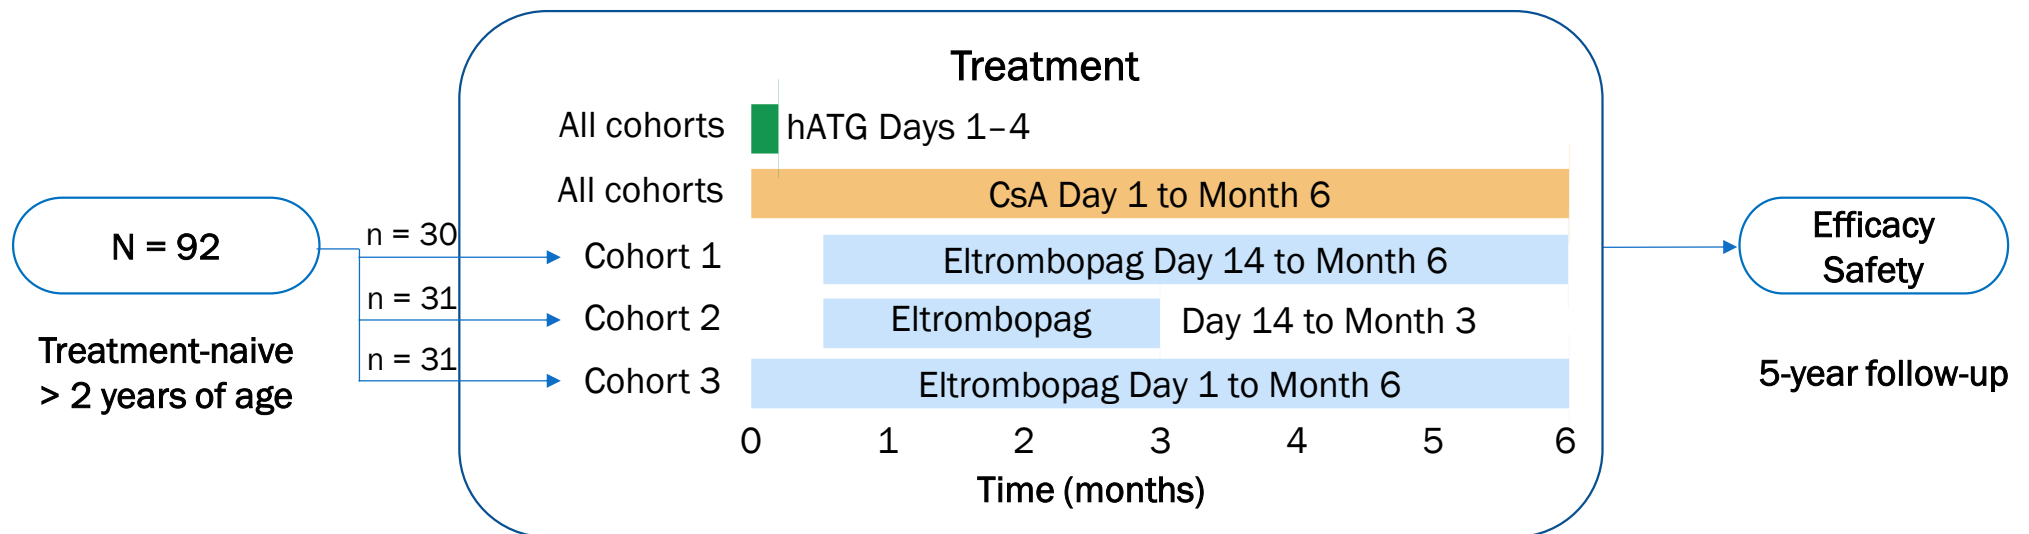 Treatment
All cohorts
hATG Days 1–4
All cohorts
CsA Day 1 to Month 6
N = 92
Treatment-naive
> 2 years of age
n = 30
Cohort 1
Eltrombopag Day 14 to Month 6
n = 31
Cohort 2
Eltrombopag
Day 14 to Month 3
n = 31
Cohort 3
Eltrombopag Day 1 to Month 6
0 1 2 3 4 5 6
Time (months)
Efficacy
Safety
5-year follow-up